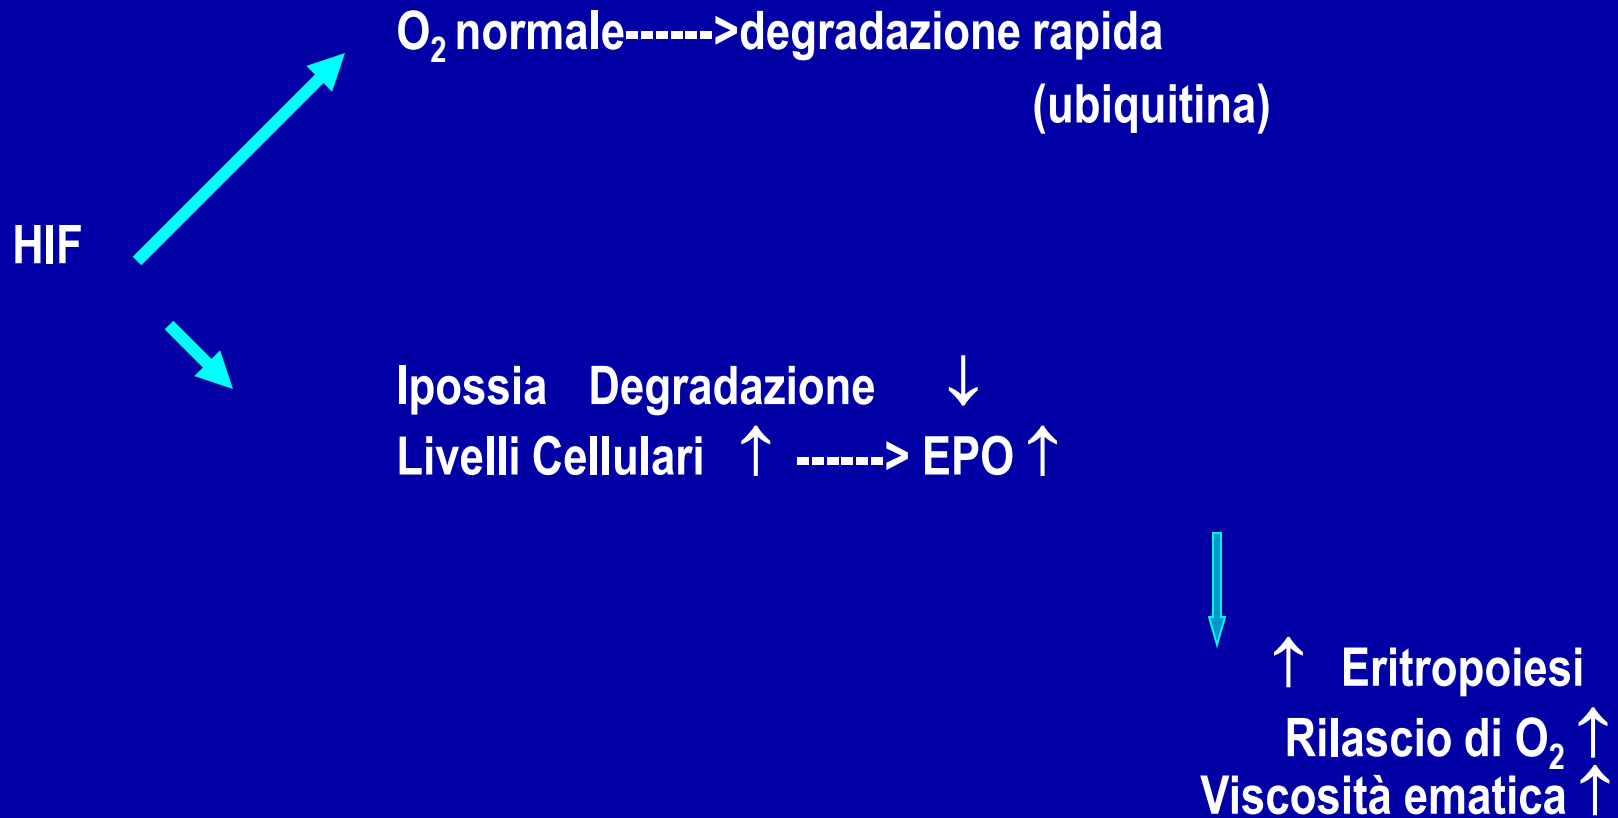 O₂ normale------>degradazione rapida
(ubiquitina)
HIF
Ipossia Degradazione ↓
Livelli Cellulari ↑ ------> EPO ↑
↑ Eritropoiesi
Rilascio di O₂ ↑
Viscosità ematica ↑